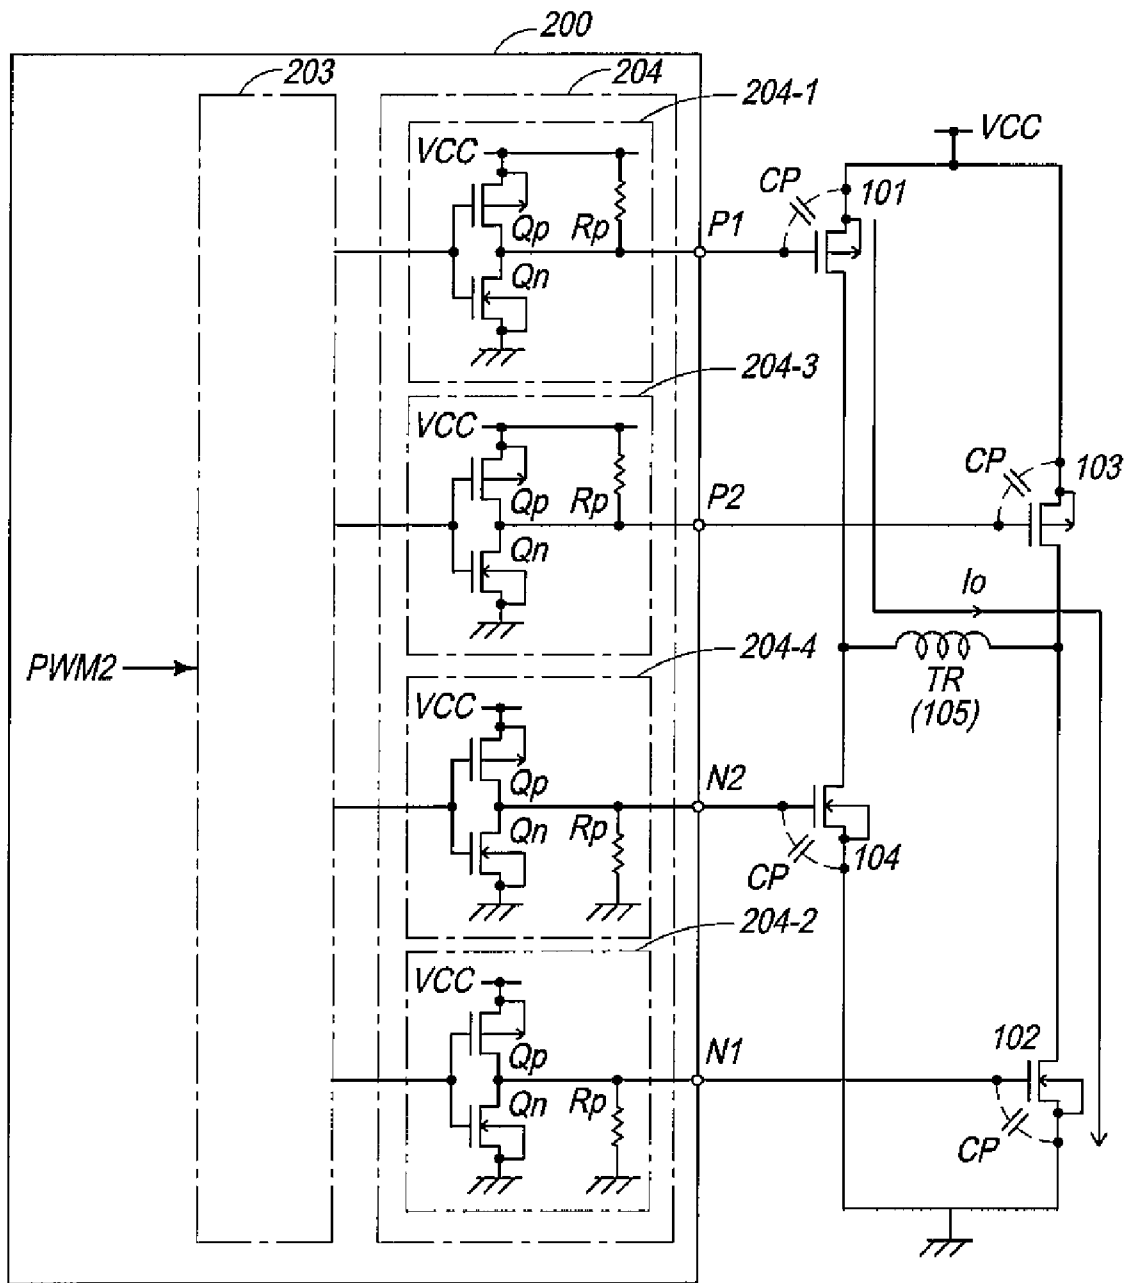 200
203
204
204-1
VCC
VCC
CP
101
Qp
Rp
P1
Qn
204-3
VCC
CP
103
Qp
Rp
P2
Qn
Io
PWM2
204-4
TR
(105)
VCC
Qp
N2
Qn
Rp
CP
104
204-2
VCC
102
Qp
N1
Qn
Rp
CP